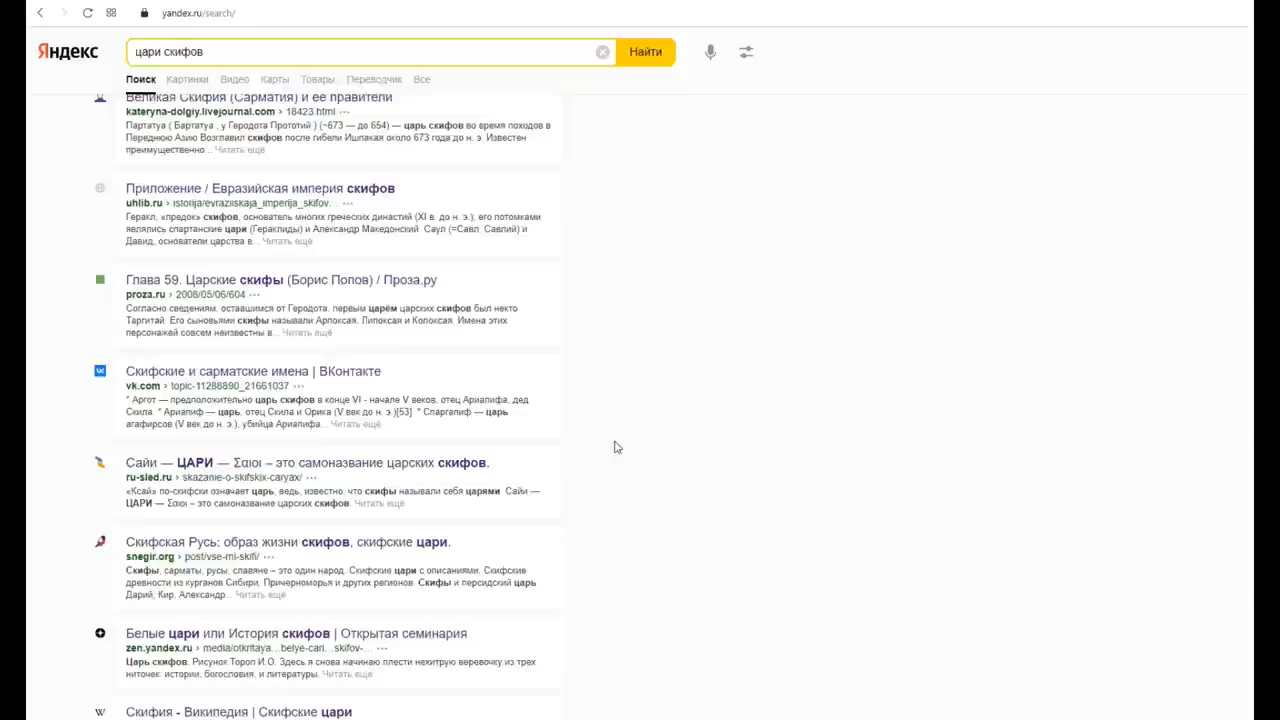 yandex.ru/search/
Яндекс
цари скифов
Найти
Поиск Картинки Видео Карты Товары Переводчик Все
Великая Скифия (Сарматия) и ее правители
kateryna-dolgiy.livejournal.com › 18423.html ···
Партатуа ( Бартатуа , у Геродота Прототий ) (~673 — до 654) — царь скифов во время походов в
Переднюю Азию Возглавил скифов после гибели Ишпакая около 673 года до н. э. Известен
преимущественно... Читать ещё
Приложение / Евразийская империя скифов
uhlib.ru › istorija/evraziiskaja_imperija_skifov. ···
Геракл, «предок» скифов, основатель многих греческих династий (XI в. до н. э.), его потомками
являлись спартанские цари (Гераклиды) и Александр Македонский Саул (=Савл Савлий) и
Давид, основатели царства в... Читать ещё
Глава 59. Царские скифы (Борис Попов) / Проза.ру
proza.ru › 2008/05/06/604 ···
Согласно сведениям, оставшимся от Геродота, первым царём царских скифов был некто
Таргитай. Его сыновьями скифы называли Арпоксая, Липоксая и Колоксая. Имена этих
персонажей совсем неизвестны в... Читать ещё
Скифские и сарматские имена | ВКонтакте
vk.com › topic-11288890_21661037 ···
* Аргот — предположительно царь скифов в конце VI - начале V веков, отец Ариапифа, дед
Скила. * Ариапиф — царь, отец Скила и Орика (V век до н. э.)[53] * Спаргапиф — царь
агафирсов (V век до н. э.), убийца Ариапифа... Читать ещё
Сайи — ЦАРИ — Σαιοι – это самоназвание царских скифов.
ru-sled.ru › skazanie-o-skifskix-caryax/ ···
«Ксай» по-скифски означает царь, ведь, известно, что скифы называли себя царями Сайи —
ЦАРИ — Σαιοι – это самоназвание царских скифов. Читать ещё
Скифская Русь: образ жизни скифов, скифские цари.
snegir.org › post/vse-mi-skifi/ ···
Скифы, сарматы, русы, славяне – это один народ. Скифские цари с описаниями. Скифские
древности из курганов Сибири, Причерноморья и других регионов. Скифы и персидский царь
Дарий, Кир, Александр... Читать ещё
Белые цари или История скифов | Открытая семинария
zen.yandex.ru › media/otkritaya...belye-cari...skifov-... ···
Царь скифов. Рисунок Тороп И.О. Здесь я снова начинаю плести нехитрую веревочку из трех
ниточек: истории, богословия, и литературы. Читать ещё
Скифия - Википедия | Скифские цари